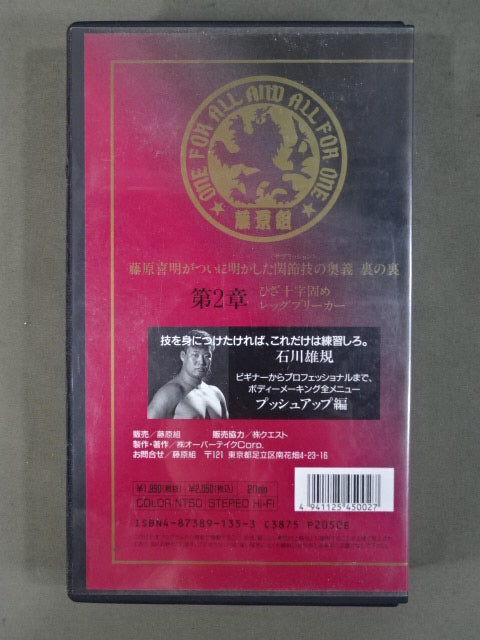 ONE FOR ALL AND ALL FOR ONE
藤原組
サブミッション
藤原喜明がついに明かした関節技の奥義 裏の裏
第2章 ひざ十字固め
レッグブリーカー
技を身につけたければ、これだけは練習しろ。
石川雄規
ビギナーからプロフェッショナルまで、
ボディーメーキング全メニュー
プッシュアップ編
販売/藤原組 販売協力/㈱クエスト
製作・著作/㈱オーバーテイクCorp.
お問合せ/藤原組 〒121 東京都足立区南花畑4-23-16
¥1,990(税抜) ¥2,050(税込) 20min
COLOR NTSC STEREO Hi-Fi
4 941125 450027
ISBN4-87389-135-3 C3875 P2050E